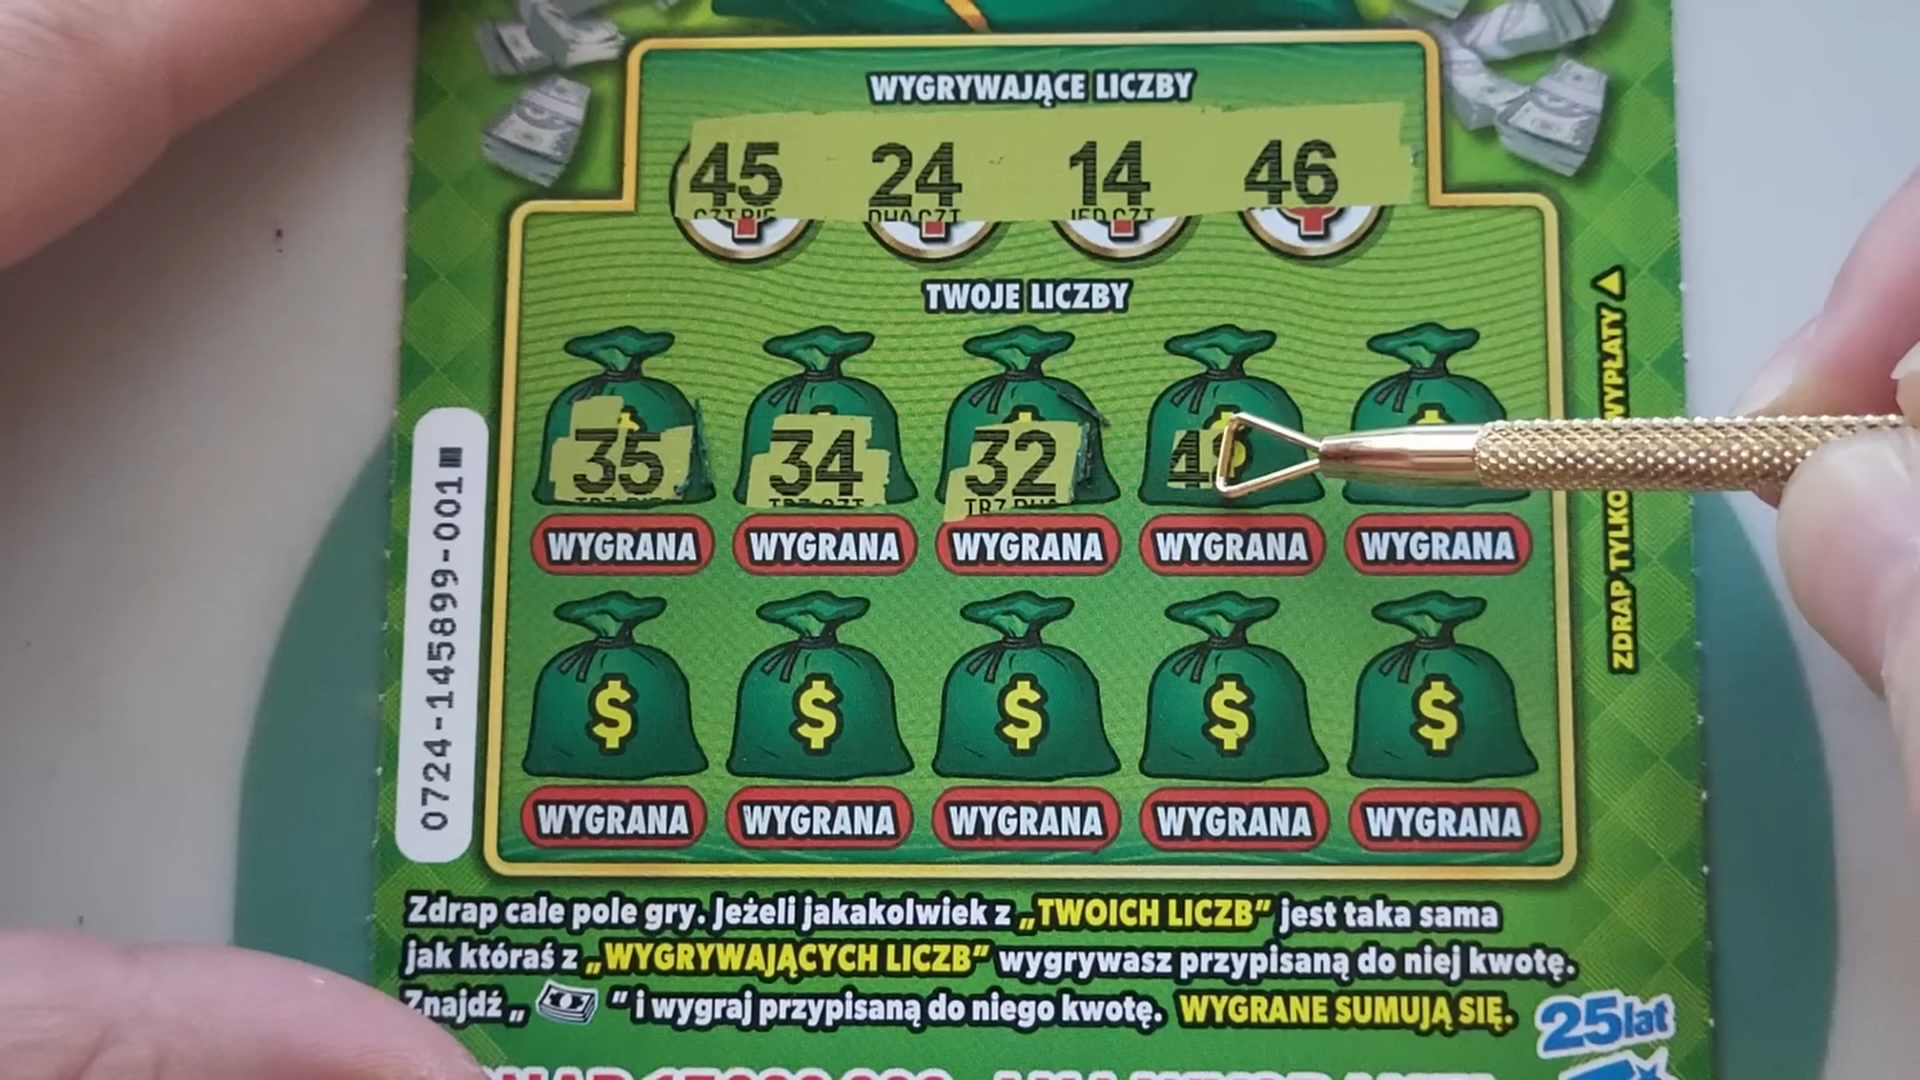 WYGRYWAJĄCE LICZBY
45 24 14 46
TWOJE LICZBY
35 34 32
WYGRANA WYGRANA WYGRANA WYGRANA WYGRANA
$ $ $ $ $
WYGRANA WYGRANA WYGRANA WYGRANA WYGRANA
0724-145899-001
ZDRAP TYLKO WYPŁATY
Zdrap całe pole gry. Jeżeli jakakolwiek z „TWOICH LICZB” jest taka sama
jak któraś z „WYGRYWAJĄCYCH LICZB” wygrywasz przypisaną do niej kwotę.
Znajdź „ ” i wygraj przypisaną do niego kwotę. WYGRANE SUMUJĄ SIĘ.
25 lat